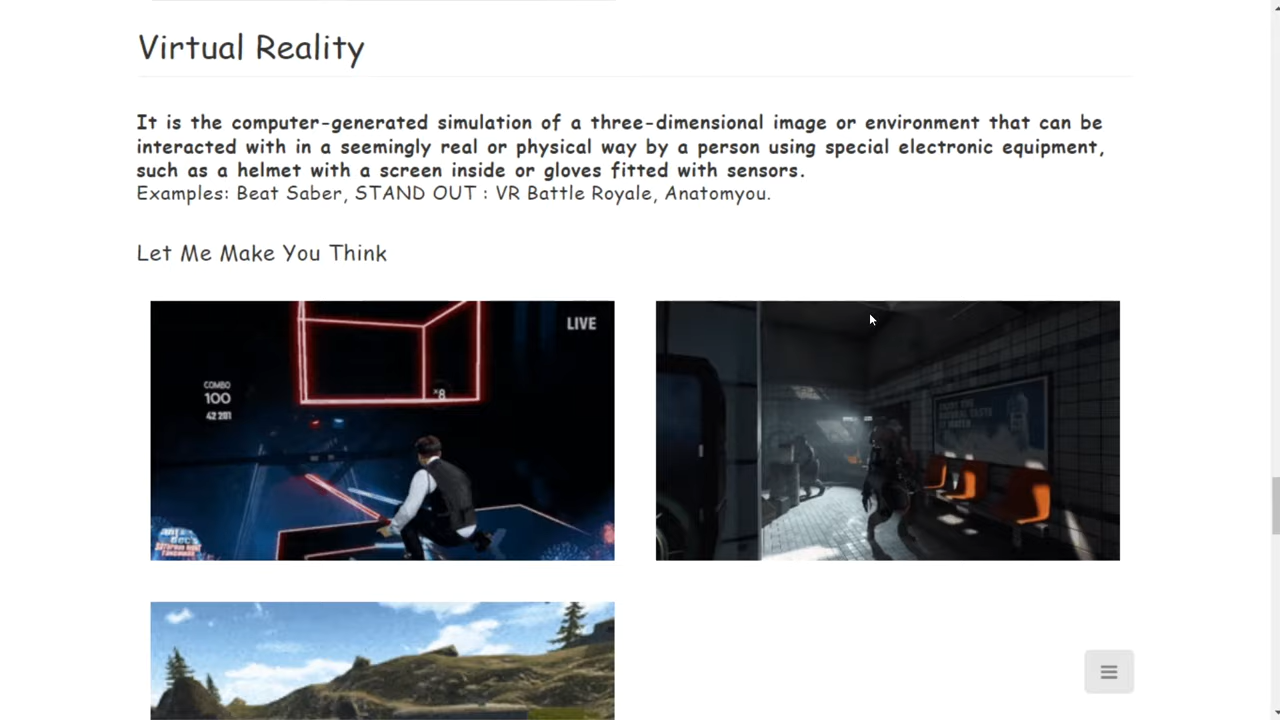 Virtual Reality
It is the computer-generated simulation of a three-dimensional image or environment that can be
interacted with in a seemingly real or physical way by a person using special electronic equipment,
such as a helmet with a screen inside or gloves fitted with sensors.
Examples: Beat Saber, STAND OUT : VR Battle Royale, Anatomyou.
Let Me Make You Think
LIVE
COMBO
100
x8